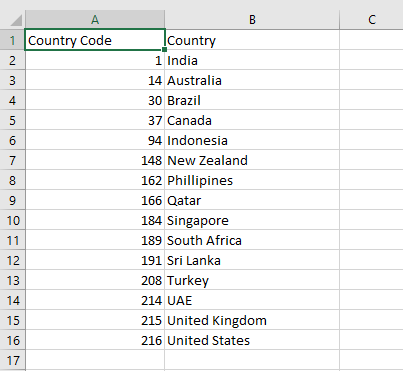 A B C
1 Country Code Country
2 1 India
3 14 Australia
4 30 Brazil
5 37 Canada
6 94 Indonesia
7 148 New Zealand
8 162 Phillipines
9 166 Qatar
10 184 Singapore
11 189 South Africa
12 191 Sri Lanka
13 208 Turkey
14 214 UAE
15 215 United Kingdom
16 216 United States
17